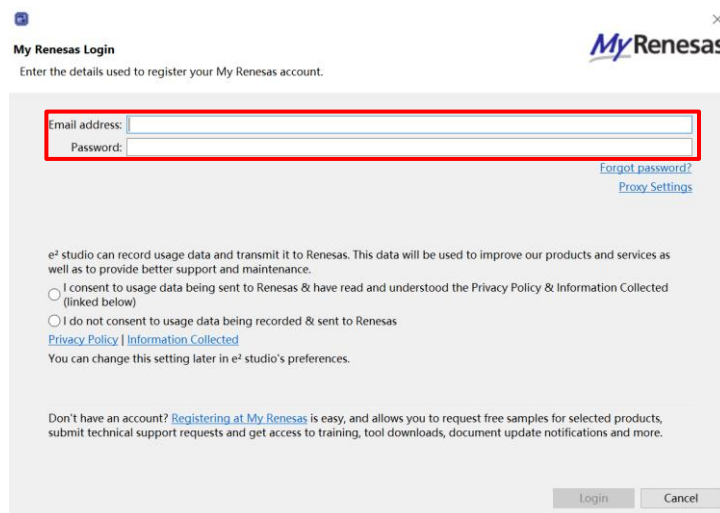 My Renesas Login
MyRenesas
Enter the details used to register your My Renesas account.
Email address:
Password:
Forgot password?
Proxy Settings
e² studio can record usage data and transmit it to Renesas. This data will be used to improve our products and services as
well as to provide better support and maintenance.
I consent to usage data being sent to Renesas & have read and understood the Privacy Policy & Information Collected
(linked below)
I do not consent to usage data being recorded & sent to Renesas
Privacy Policy | Information Collected
You can change this setting later in e² studio's preferences.
Don't have an account? Registering at My Renesas is easy, and allows you to request free samples for selected products,
submit technical support requests and get access to training, tool downloads, document update notifications and more.
Login Cancel